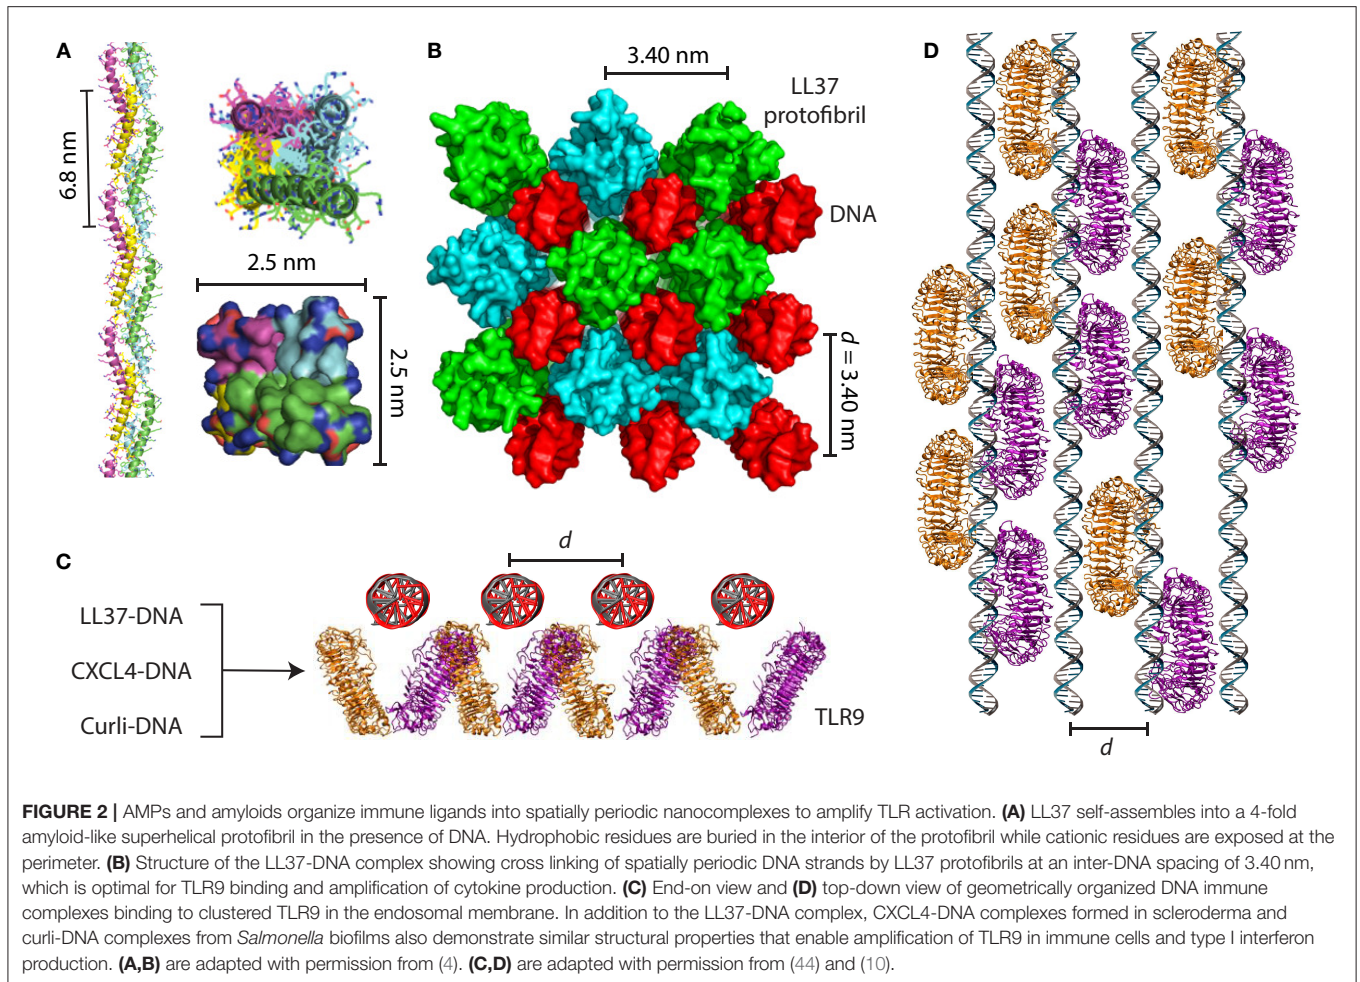 A
6.8 nm
2.5 nm
2.5 nm
B
3.40 nm
LL37
protofibril
DNA
d = 3.40 nm
C
d
LL37-DNA
CXCL4-DNA
Curli-DNA
TLR9
D
d
FIGURE 2 | AMPs and amyloids organize immune ligands into spatially periodic nanocomplexes to amplify TLR activation. (A) LL37 self-assembles into a 4-fold
amyloid-like superhelical protofibril in the presence of DNA. Hydrophobic residues are buried in the interior of the protofibril while cationic residues are exposed at the
perimeter. (B) Structure of the LL37-DNA complex showing cross linking of spatially periodic DNA strands by LL37 protofibrils at an inter-DNA spacing of 3.40 nm,
which is optimal for TLR9 binding and amplification of cytokine production. (C) End-on view and (D) top-down view of geometrically organized DNA immune
complexes binding to clustered TLR9 in the endosomal membrane. In addition to the LL37-DNA complex, CXCL4-DNA complexes formed in scleroderma and
curli-DNA complexes from Salmonella biofilms also demonstrate similar structural properties that enable amplification of TLR9 in immune cells and type I interferon
production. (A,B) are adapted with permission from (4). (C,D) are adapted with permission from (44) and (10).